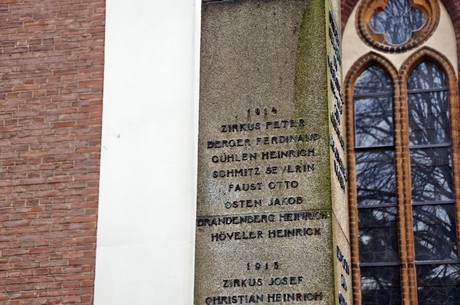 1914
ZIRKUS PETER
BERGER FERDINAND
GÜHLEN HEINRICH
SCHMITZ SEVERIN
FAUST OTTO
OSTEN JAKOB
BRANDENBERG HEINRICH
HÖVELER HEINRICH
1915
ZIRKUS JOSEF
CHRISTIAN HEINRICH